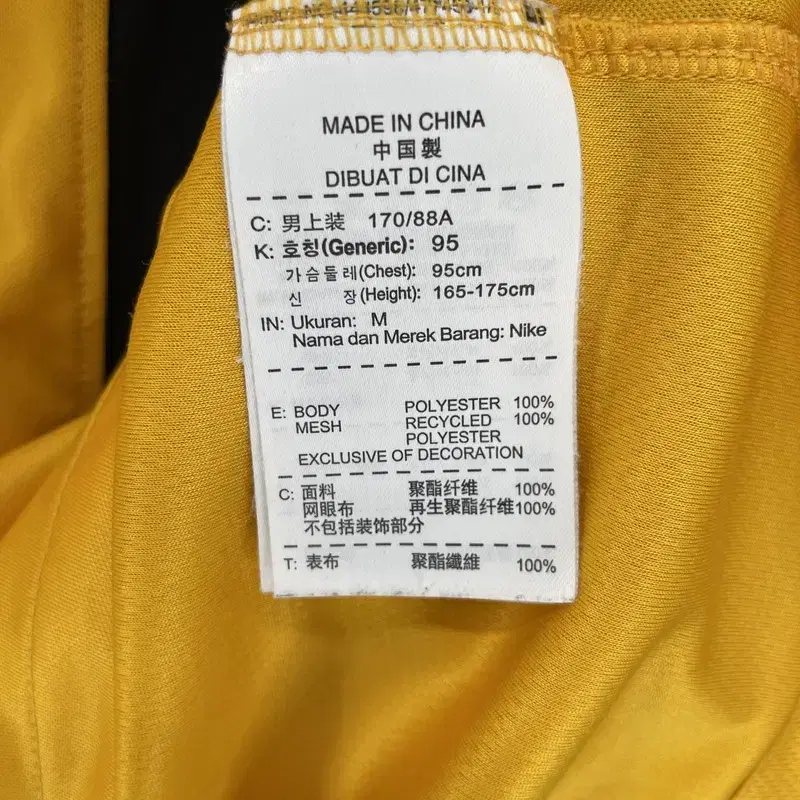 MADE IN CHINA
中国製
DIBUAT DI CINA
C: 男上装 170/88A
K: 호칭(Generic): 95
가슴둘레(Chest): 95cm
신 장(Height): 165-175cm
IN: Ukuran: M
Nama dan Merek Barang: Nike
E: BODY POLYESTER 100%
MESH RECYCLED 100%
POLYESTER
EXCLUSIVE OF DECORATION
C: 面料 聚酯纤维 100%
网眼布 再生聚酯纤维100%
不包括装饰部分
T: 表布 聚酯纖維 100%